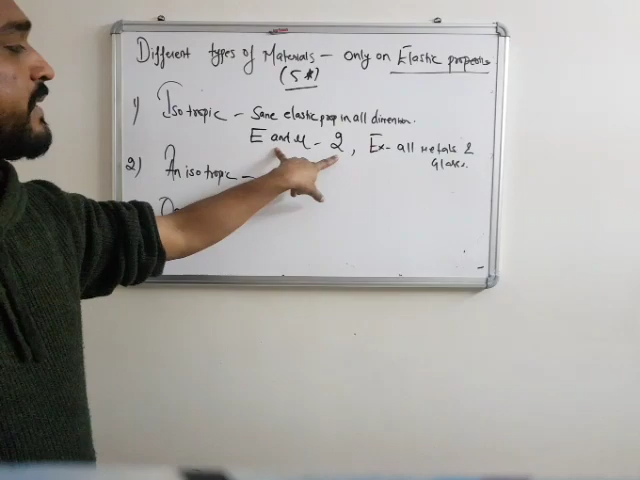 Different types of Materials - only on Elastic properties
(5*)
1) Isotropic - Same elastic prop in all dimension.
E and μ - 2, Ex- all metals &
Glass.
2) Anisotropic -